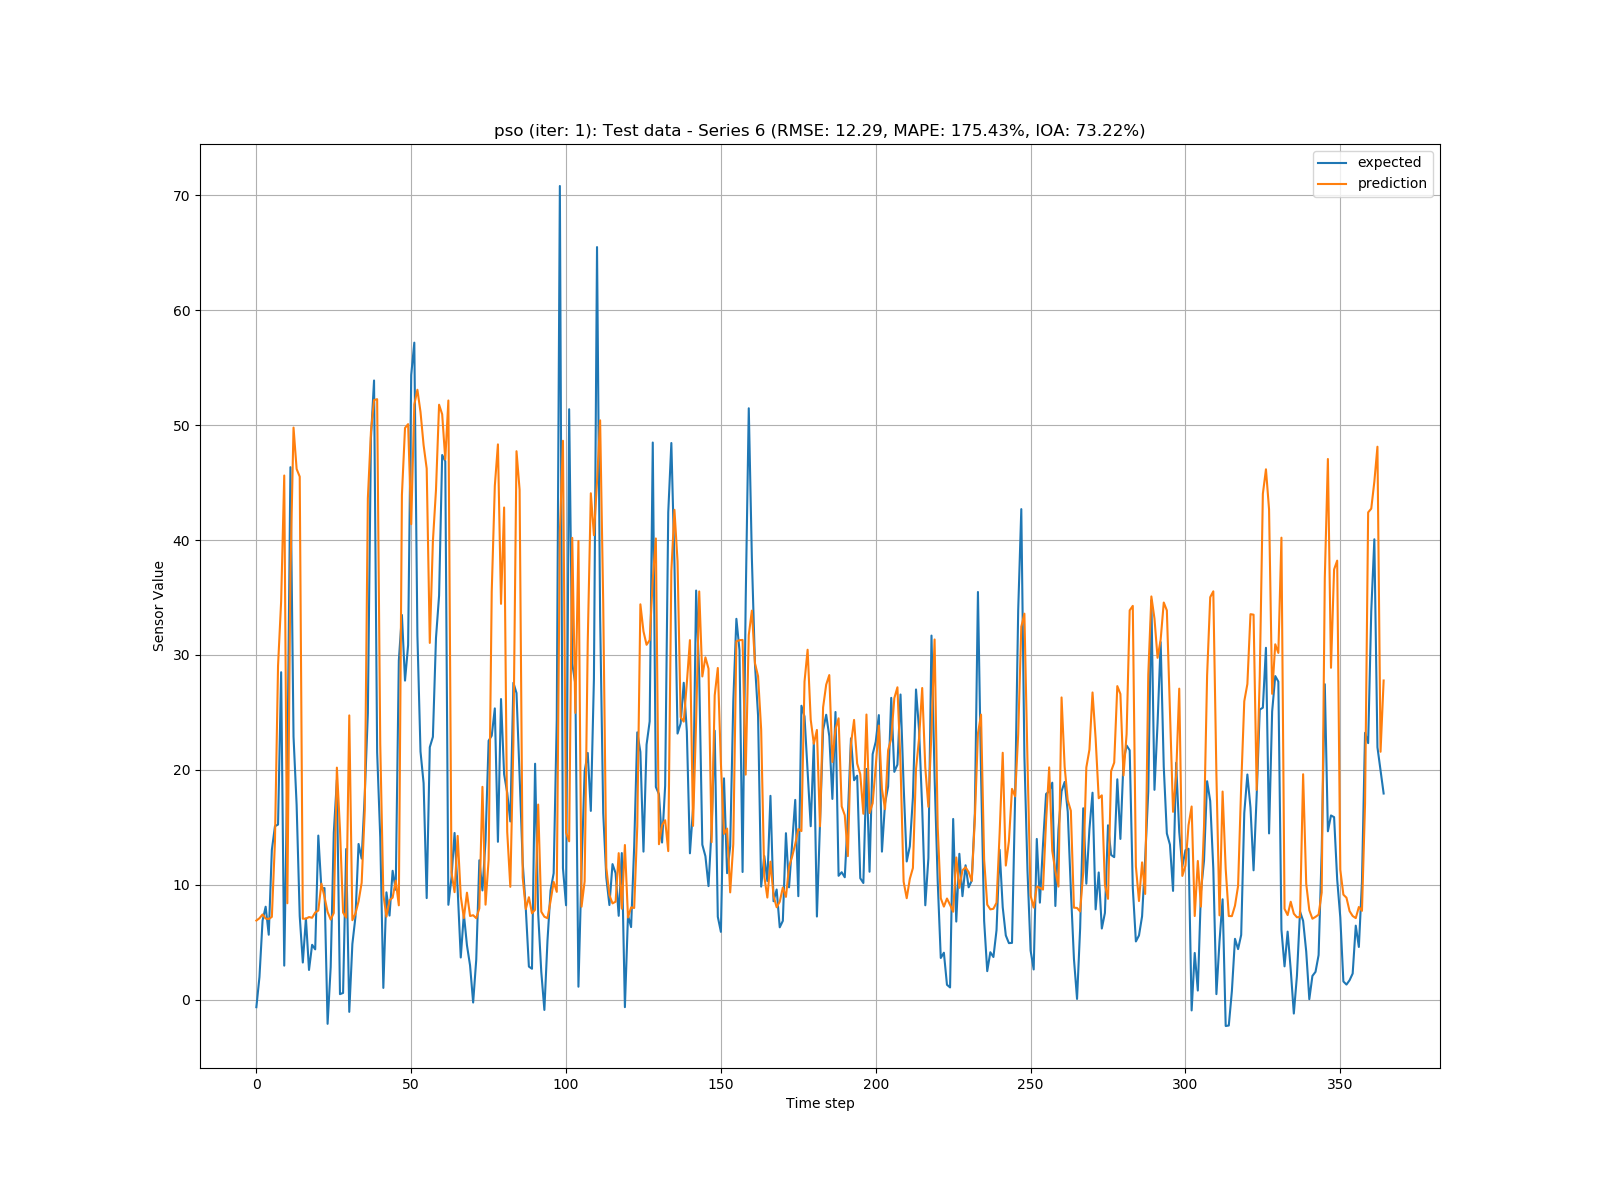 pso (iter: 1): Test data - Series 6 (RMSE: 12.29, MAPE: 175.43%, IOA: 73.22%)
expected
prediction
70
60
50
40
30
20
10
0
Sensor Value
0 50 100 150 200 250 300 350
Time step